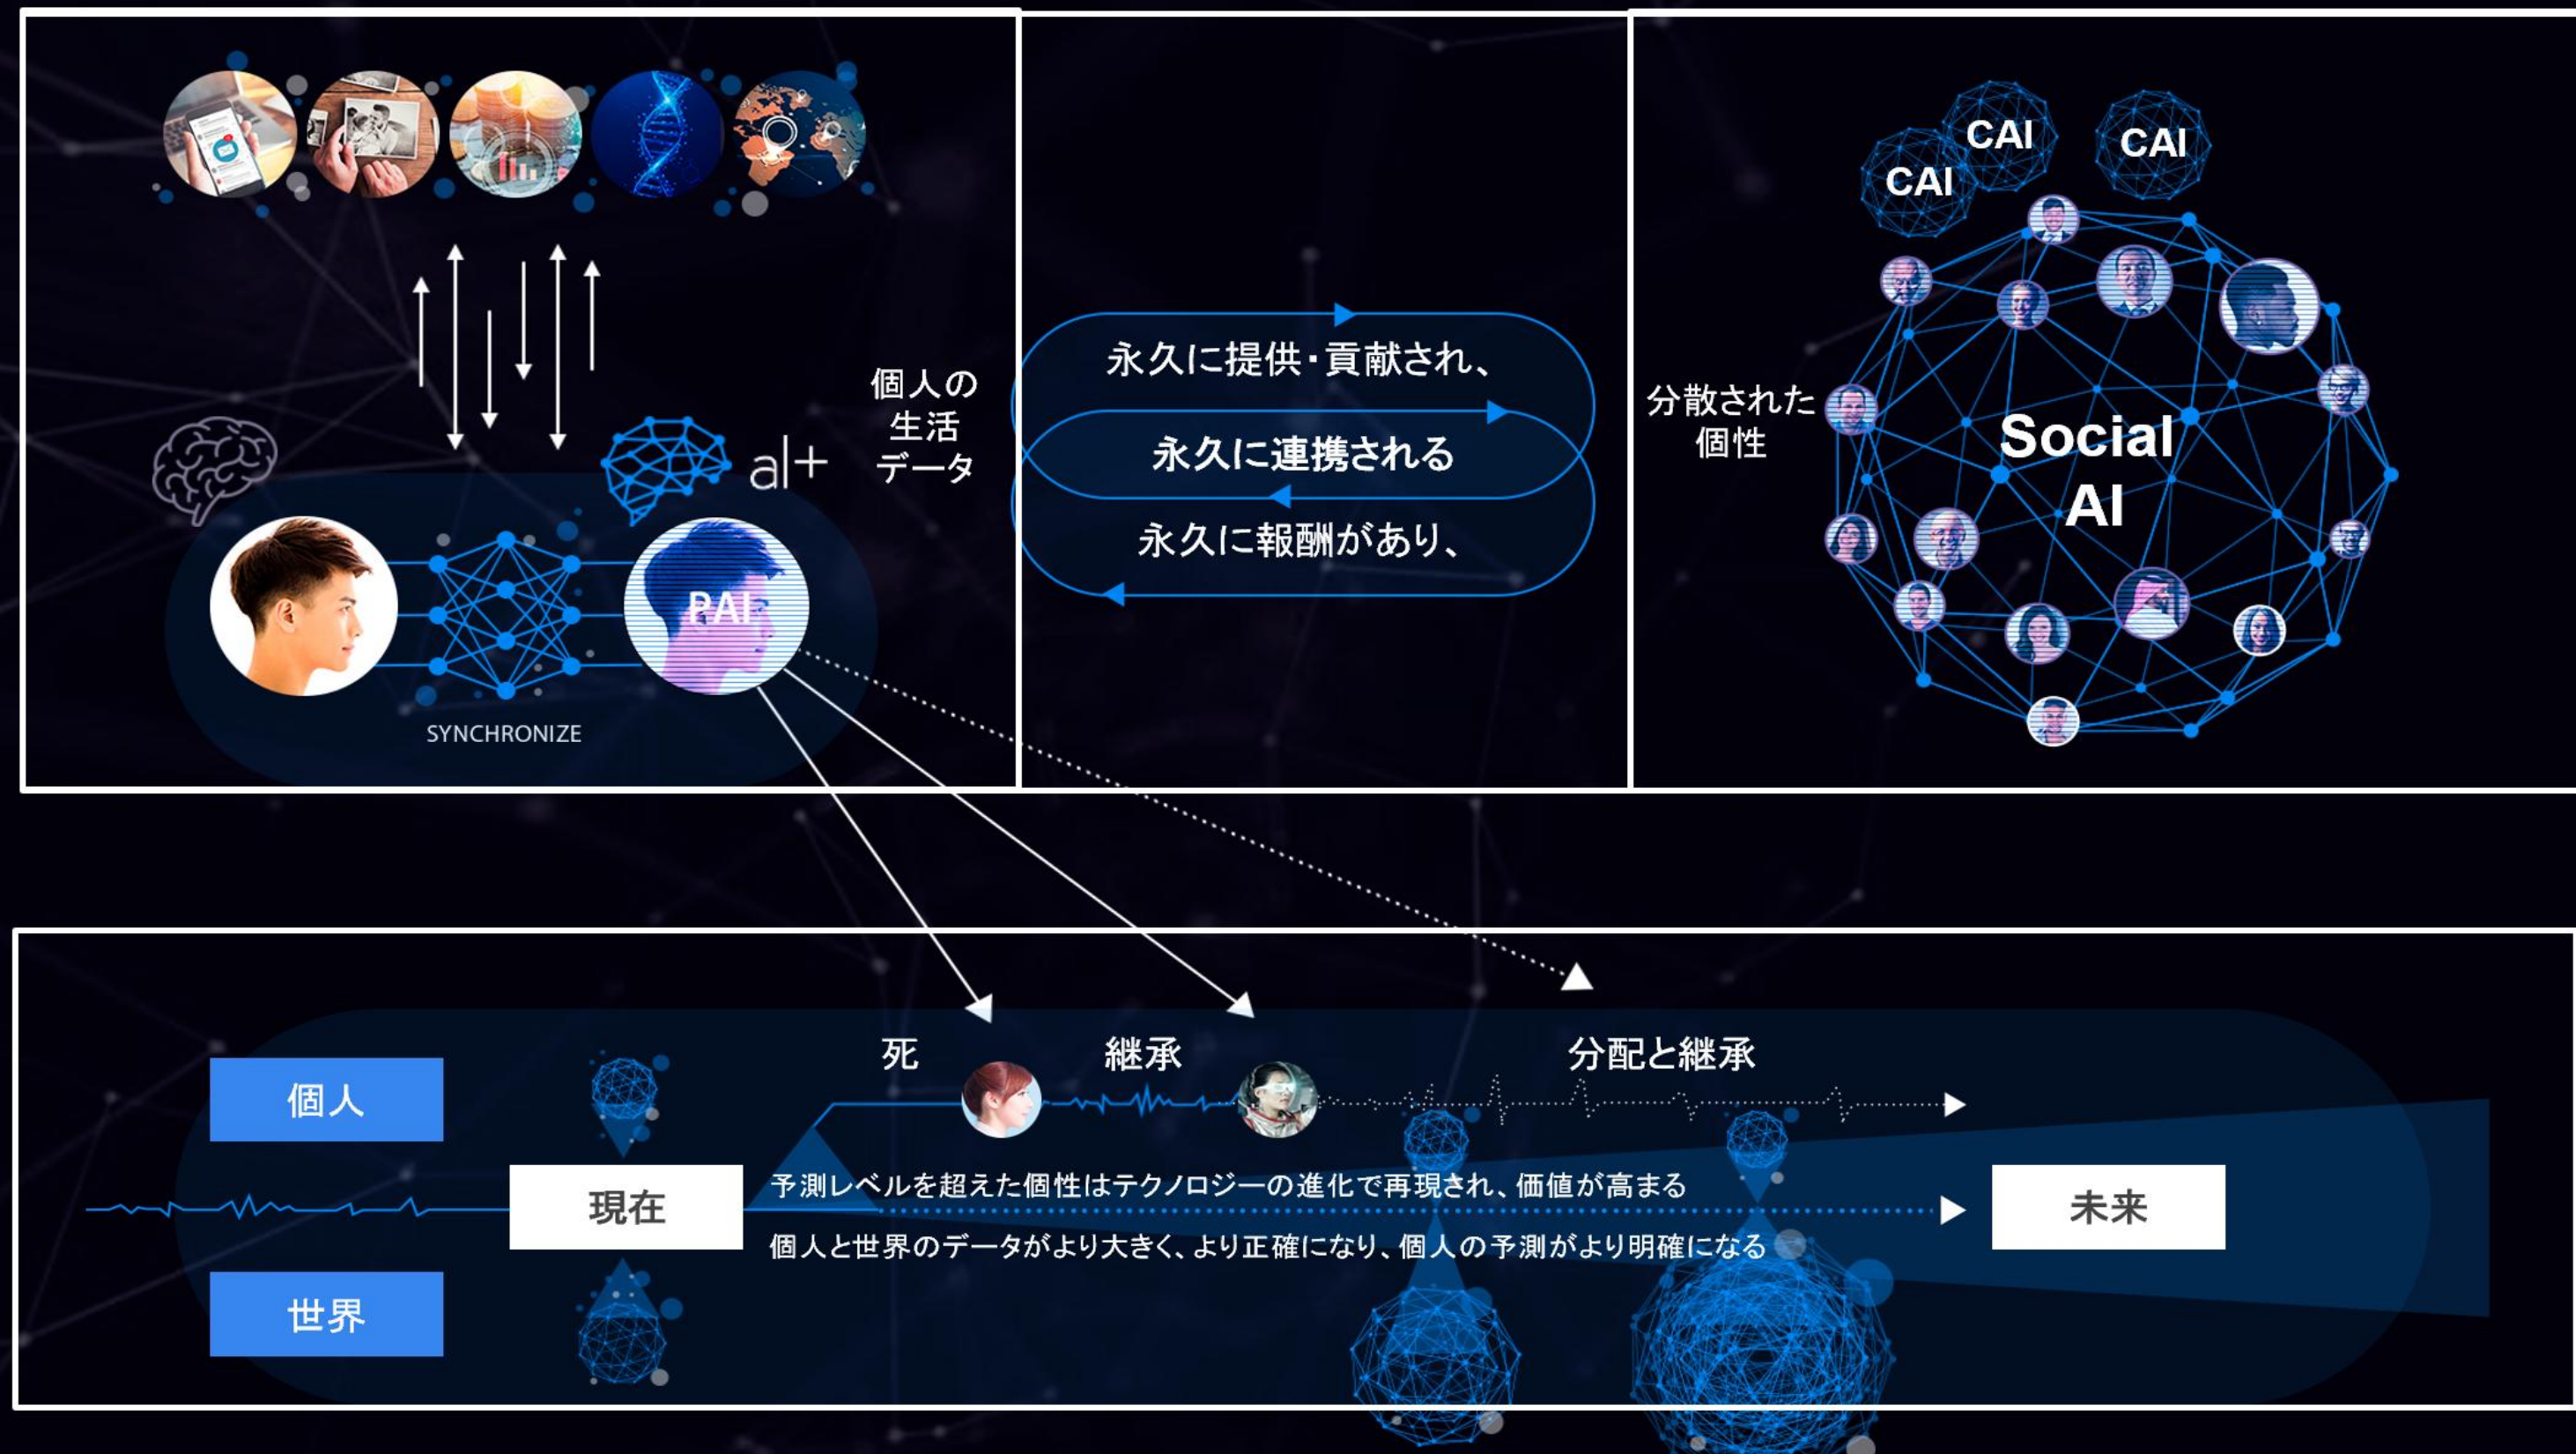 個人の
生活
データ
al+
PAI
SYNCHRONIZE
永久に提供・貢献され、
永久に連携される
永久に報酬があり、
CAI
CAI
CAI
分散された
個性
Social
AI
死
継承
分配と継承
個人
現在
世界
予測レベルを超えた個性はテクノロジーの進化で再現され、価値が高まる
個人と世界のデータがより大きく、より正確になり、個人の予測がより明確になる
未来